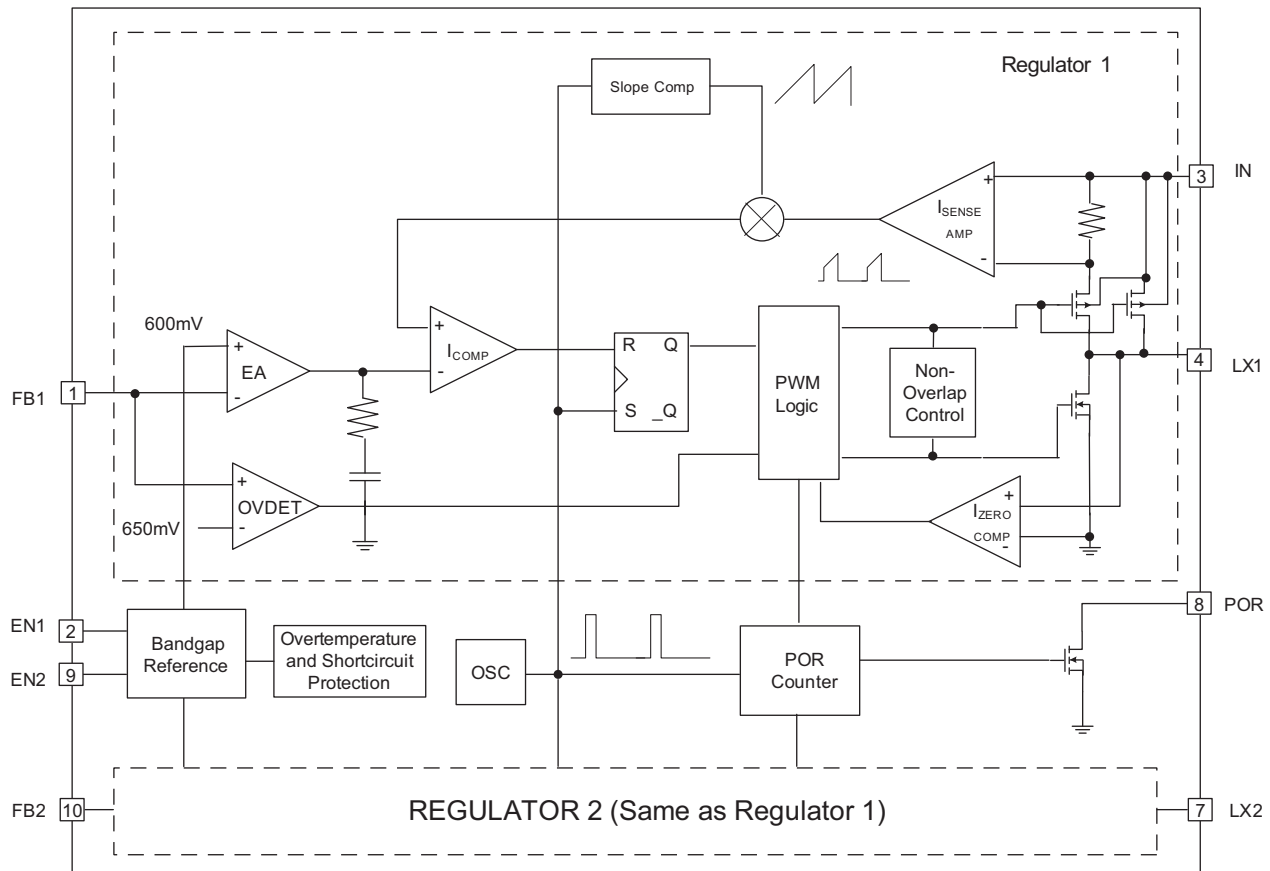 Regulator 1
Slope Comp
3
IN
+
ISENSE
AMP
-
600mV
+
EA
-
+
ICOMP
-
R Q
S _Q
PWM
Logic
Non-
Overlap
Control
4
LX1
1
FB1
+
OVDET
-
650mV
+
IZERO
COMP
-
8
POR
EN1
2
EN2
9
Bandgap
Reference
Overtemperature
and Shortcircuit
Protection
OSC
POR
Counter
FB2
10
REGULATOR 2 (Same as Regulator 1)
7
LX2